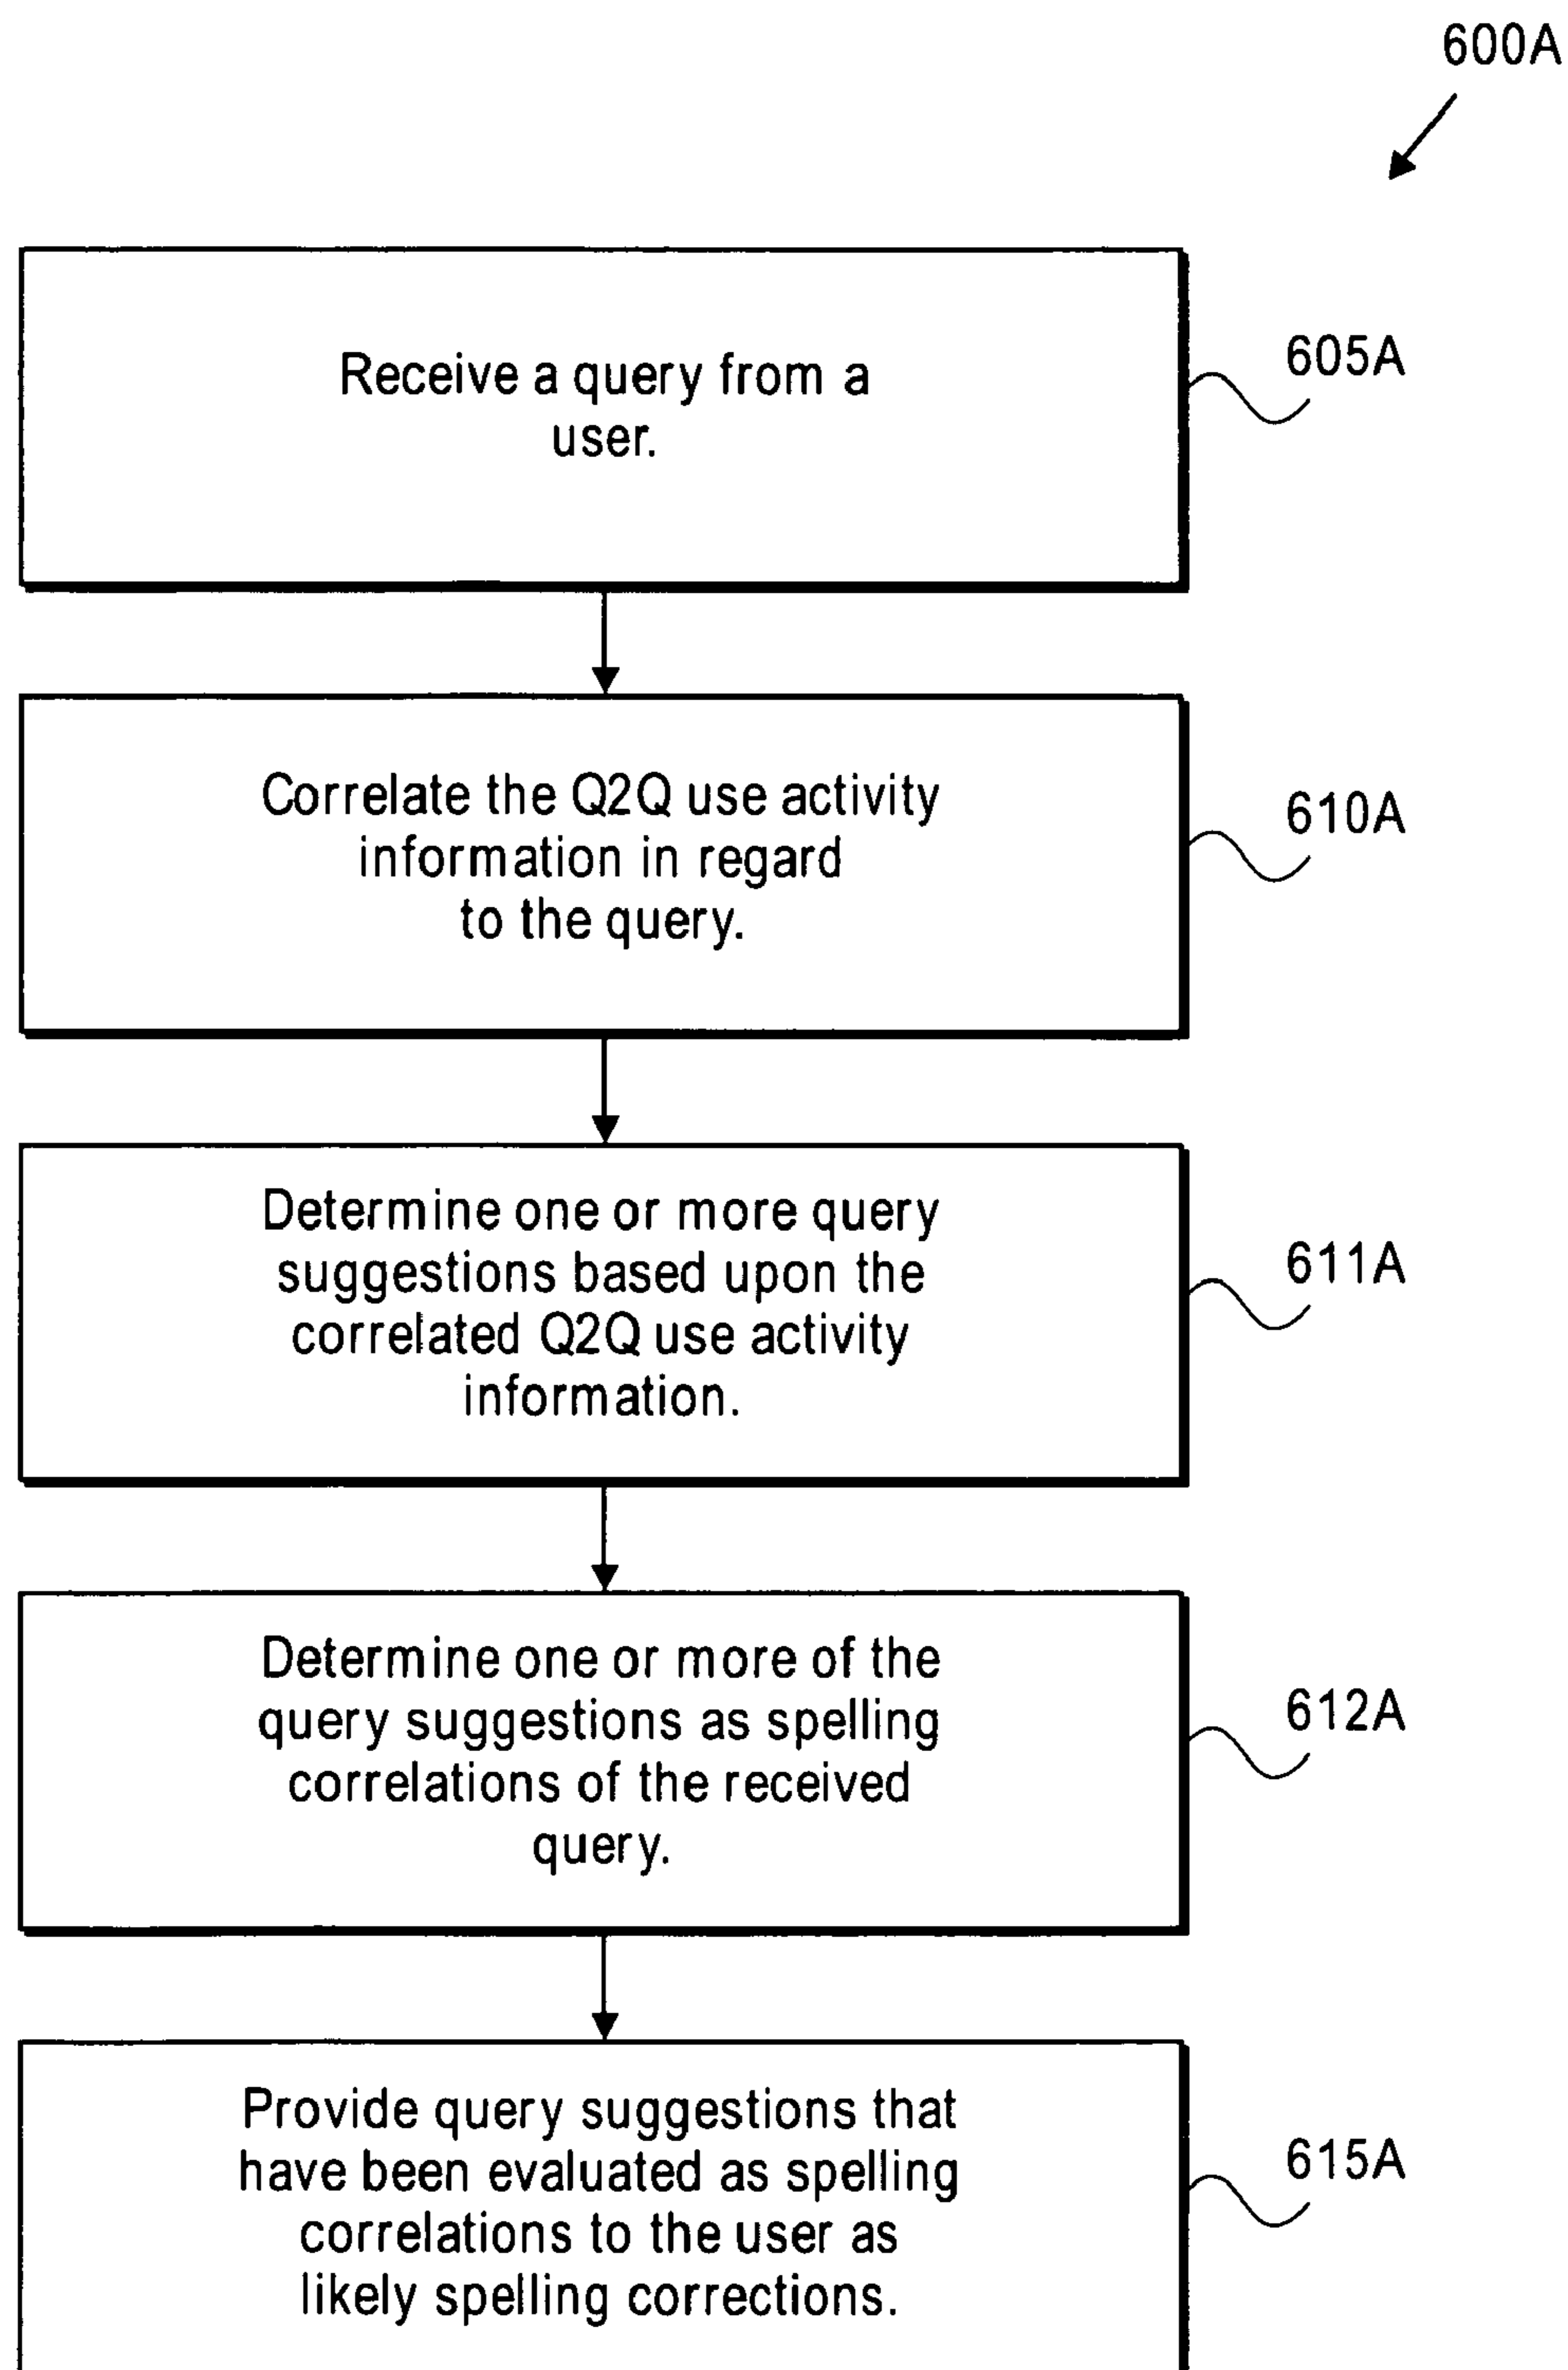 600A
Receive a query from a
user.
605A
Correlate the Q2Q use activity
information in regard
to the query.
610A
Determine one or more query
suggestions based upon the
correlated Q2Q use activity
information.
611A
Determine one or more of the
query suggestions as spelling
correlations of the received
query.
612A
Provide query suggestions that
have been evaluated as spelling
correlations to the user as
likely spelling corrections.
615A